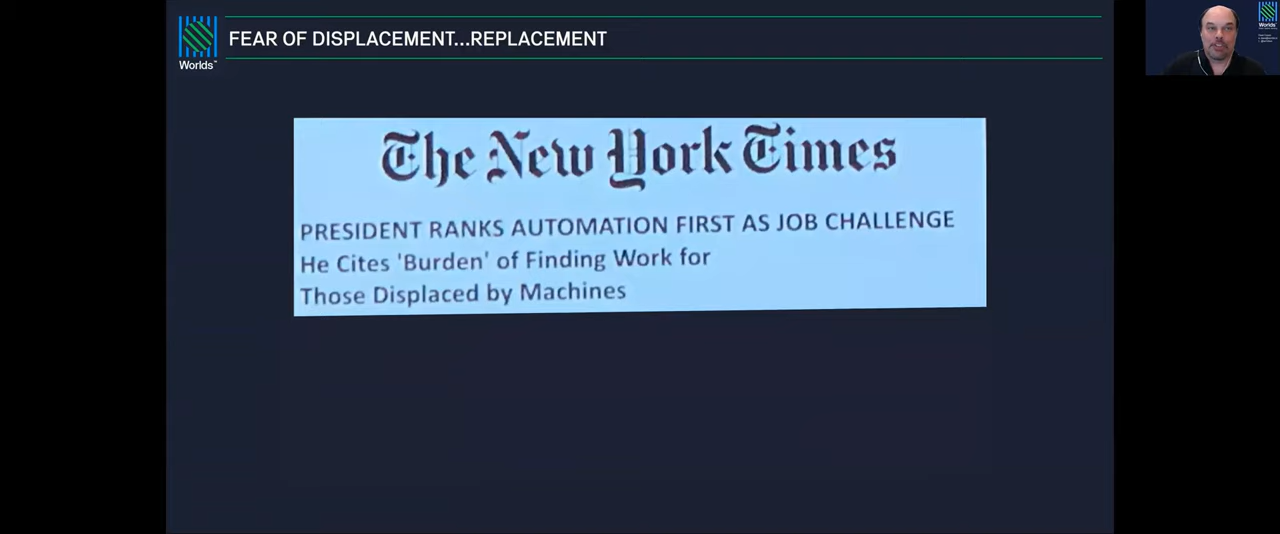 FEAR OF DISPLACEMENT...REPLACEMENT
Worlds™
The New York Times
PRESIDENT RANKS AUTOMATION FIRST AS JOB CHALLENGE
He Cites 'Burden' of Finding Work for
Those Displaced by Machines
Worlds